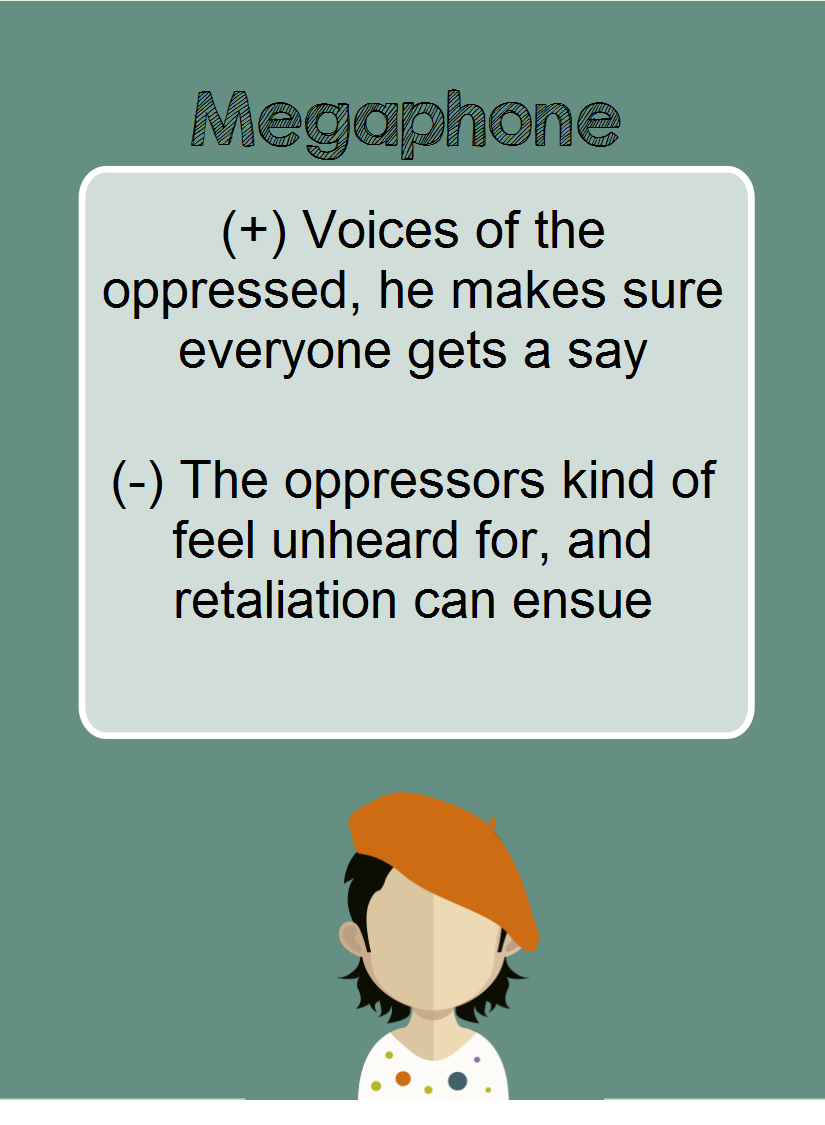 Megaphone
(+) Voices of the
oppressed, he makes sure
everyone gets a say
(-) The oppressors kind of
feel unheard for, and
retaliation can ensue